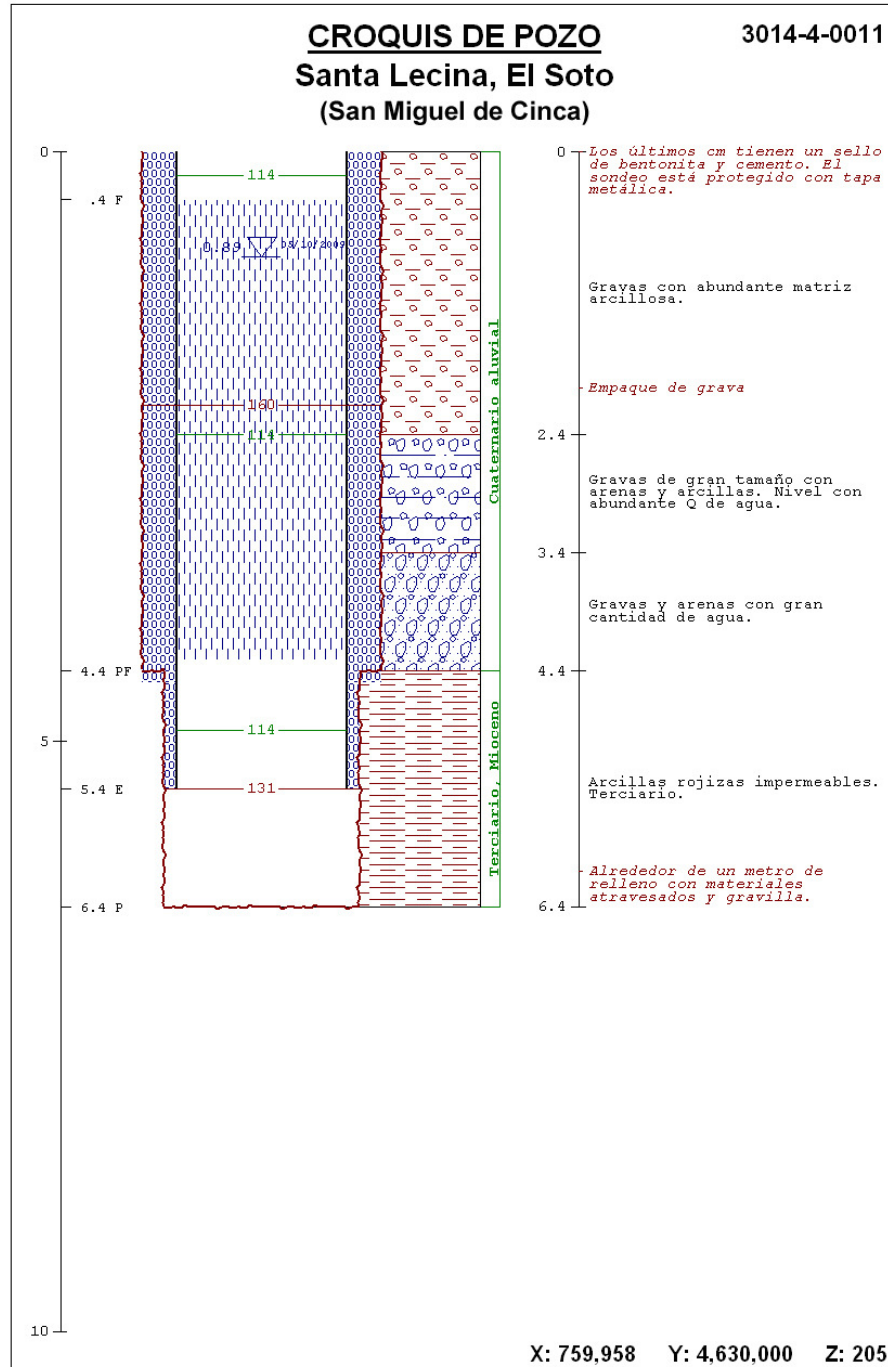 CROQUIS DE POZO
3014-4-0011
Santa Lecina, El Soto
(San Miguel de Cinca)
0
114
0
Los últimos cm tienen un sello
de bentonita y cemento. El
sondeo está protegido con tapa
metálica.
.4 F
0.89
05/10/2009
Gravas con abundante matriz
arcillosa.
Cuaternario aluvial
Empaque de grava
160
114
2.4
Gravas de gran tamaño con
arenas y arcillas. Nivel con
abundante Q de agua.
3.4
Gravas y arenas con gran
cantidad de agua.
4.4 PF
4.4
114
5
Terciario, Mioceno
5.4 E
131
Arcillas rojizas impermeables.
Terciario.
Alrededor de un metro de
relleno con materiales
atravesados y gravilla.
6.4 P
6.4
10
X: 759,958 Y: 4,630,000 Z: 205